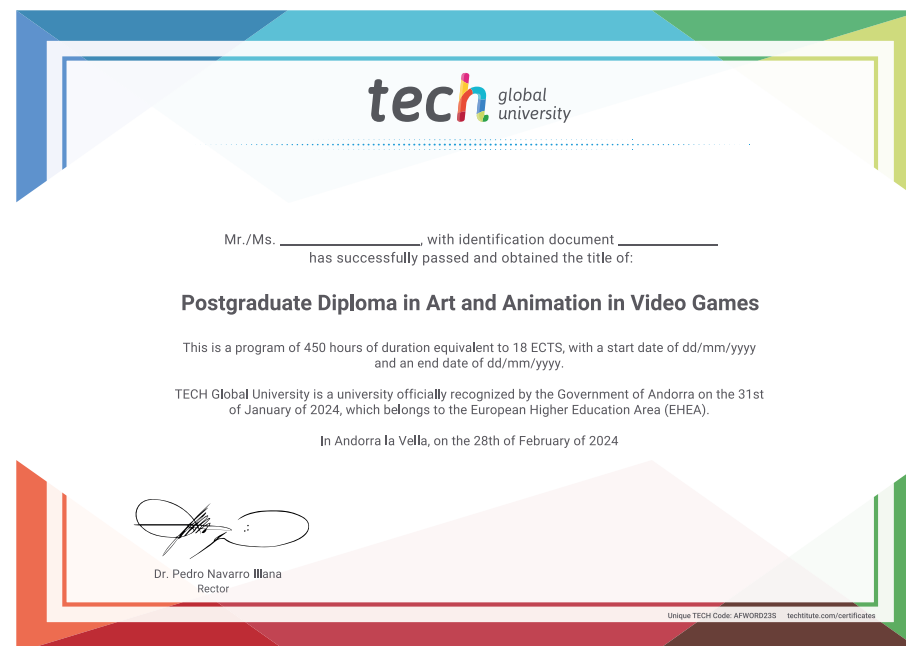 tech global
university
Mr./Ms. ____________, with identification document ____________
has successfully passed and obtained the title of:
Postgraduate Diploma in Art and Animation in Video Games
This is a program of 450 hours of duration equivalent to 18 ECTS, with a start date of dd/mm/yyyy
and an end date of dd/mm/yyyy.
TECH Global University is a university officially recognized by the Government of Andorra on the 31st
of January of 2024, which belongs to the European Higher Education Area (EHEA).
In Andorra la Vella, on the 28th of February of 2024
Dr. Pedro Navarro Illana
Rector
Unique TECH Code: AFWORD23S techtitute.com/certificates